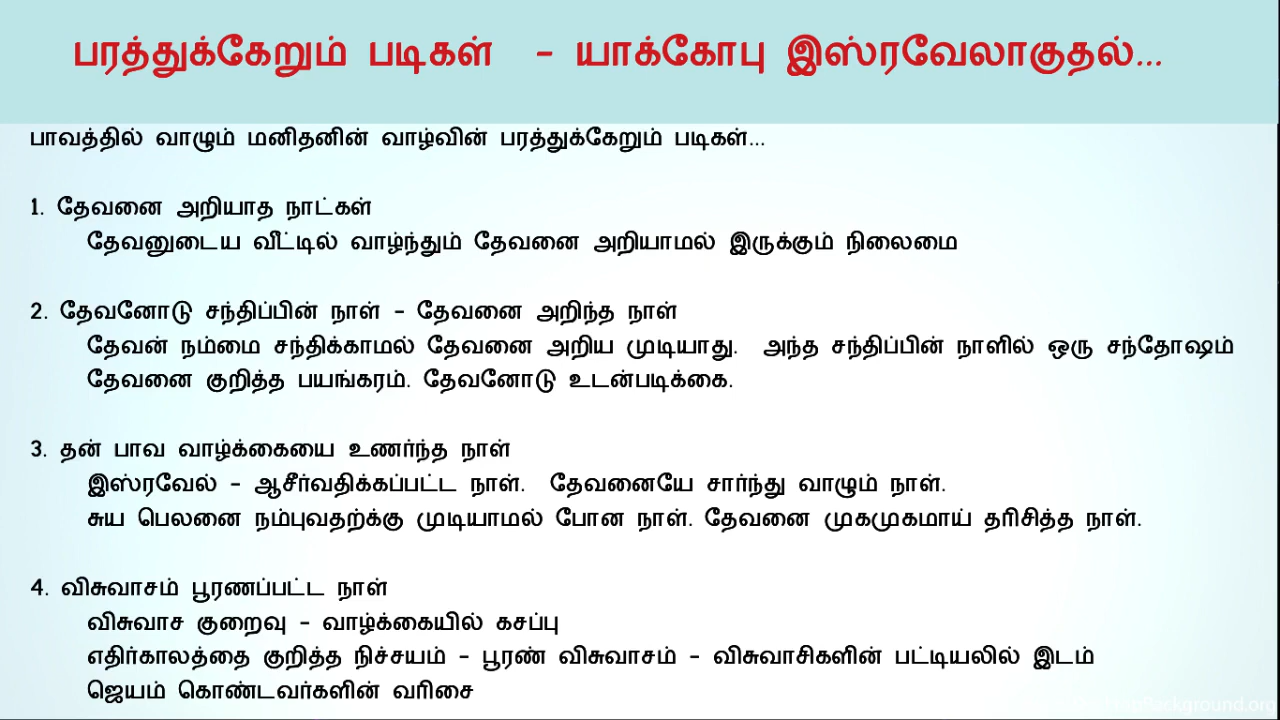 பரத்துக்கேறும் படிகள் - யாக்கோபு இஸ்ரவேலாகுதல்...
பாவத்தில் வாழும் மனிதனின் வாழ்வின் பரத்துக்கேறும் படிகள்...
1. தேவனை அறியாத நாட்கள்
தேவனுடைய வீட்டில் வாழ்ந்தும் தேவனை அறியாமல் இருக்கும் நிலைமை
2. தேவனோடு சந்திப்பின் நாள் - தேவனை அறிந்த நாள்
தேவன் நம்மை சந்திக்காமல் தேவனை அறிய முடியாது. அந்த சந்திப்பின் நாளில் ஒரு சந்தோஷம்
தேவனை குறித்த பயங்கரம். தேவனோடு உடன்படிக்கை.
3. தன் பாவ வாழ்க்கையை உணர்ந்த நாள்
இஸ்ரவேல் - ஆசீர்வதிக்கப்பட்ட நாள். தேவனையே சார்ந்து வாழும் நாள்.
சுய பெலனை நம்புவதற்க்கு முடியாமல் போன நாள். தேவனை முகமுகமாய் தரிசித்த நாள்.
4. விசுவாசம் பூரணப்பட்ட நாள்
விசுவாச குறைவு - வாழ்க்கையில் கசப்பு
எதிர்காலத்தை குறித்த நிச்சயம் - பூரண் விசுவாசம் - விசுவாசிகளின் பட்டியலில் இடம்
ஜெயம் கொண்டவர்களின் வரிசை